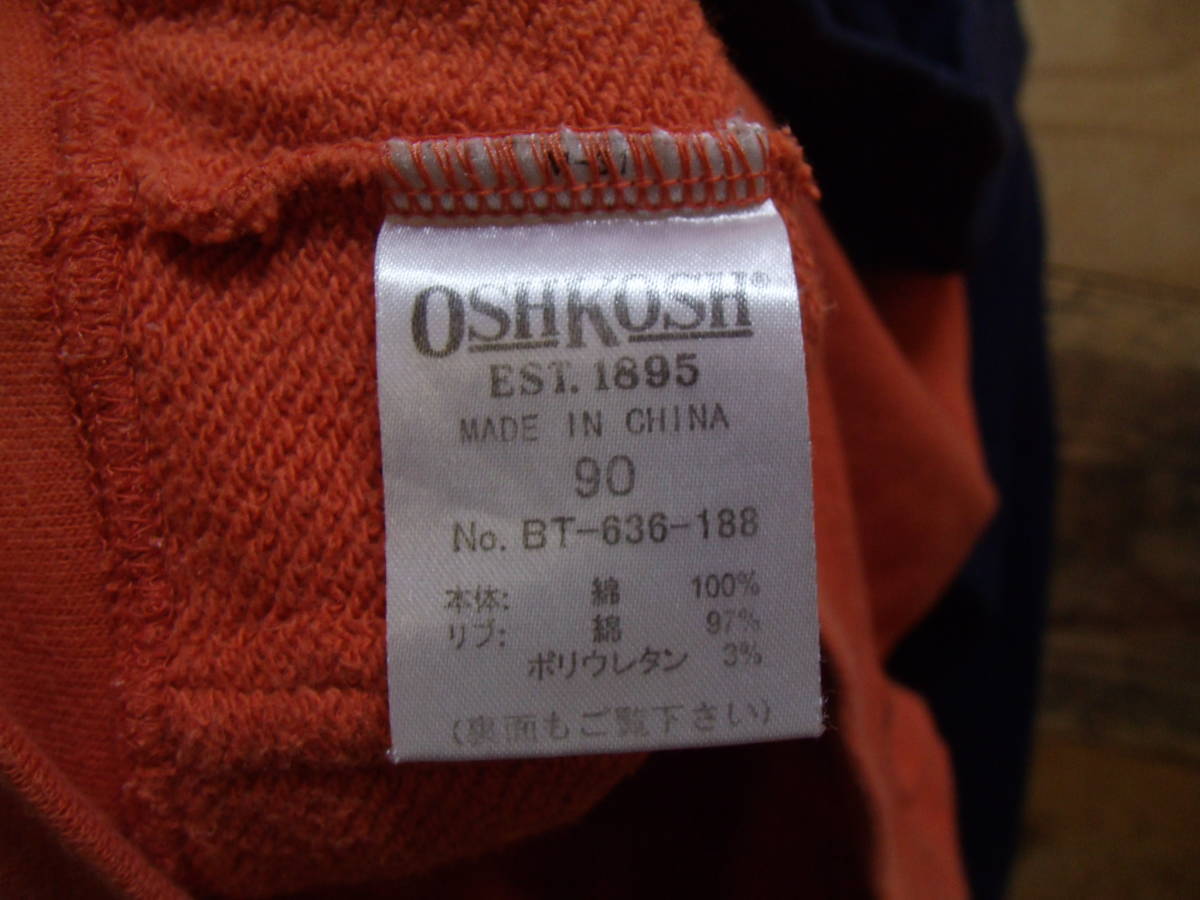 OSHKOSH®
EST. 1895
MADE IN CHINA
90
No. BT-636-188
本体: 綿 100%
リブ: 綿 97%
ポリウレタン 3%
(裏面もご覧下さい)